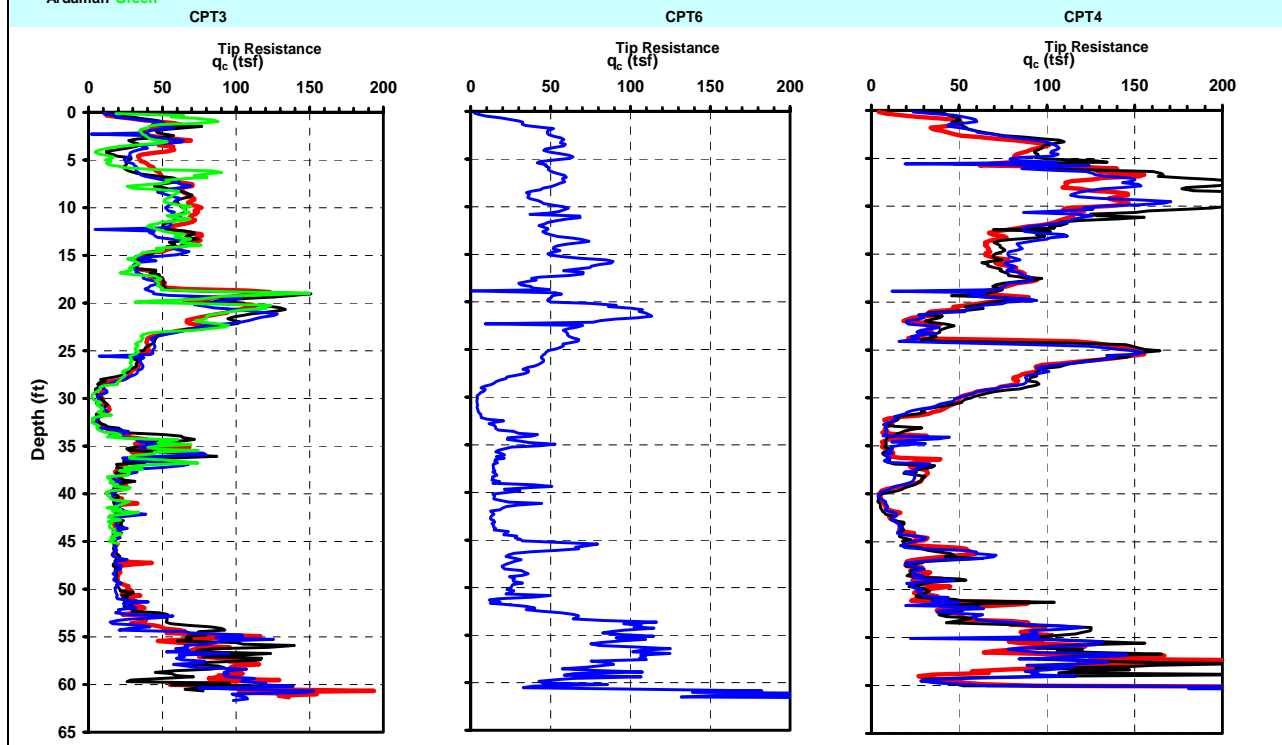 Ardaman Green
CPT3 CPT6 CPT4
Tip Resistance Tip Resistance Tip Resistance
qc (tsf) qc (tsf) qc (tsf)
0 50 100 150 200 0 50 100 150 200 0 50 100 150 200
0
5
10
15
20
25
30
35
40
45
50
55
60
65
Depth (ft)